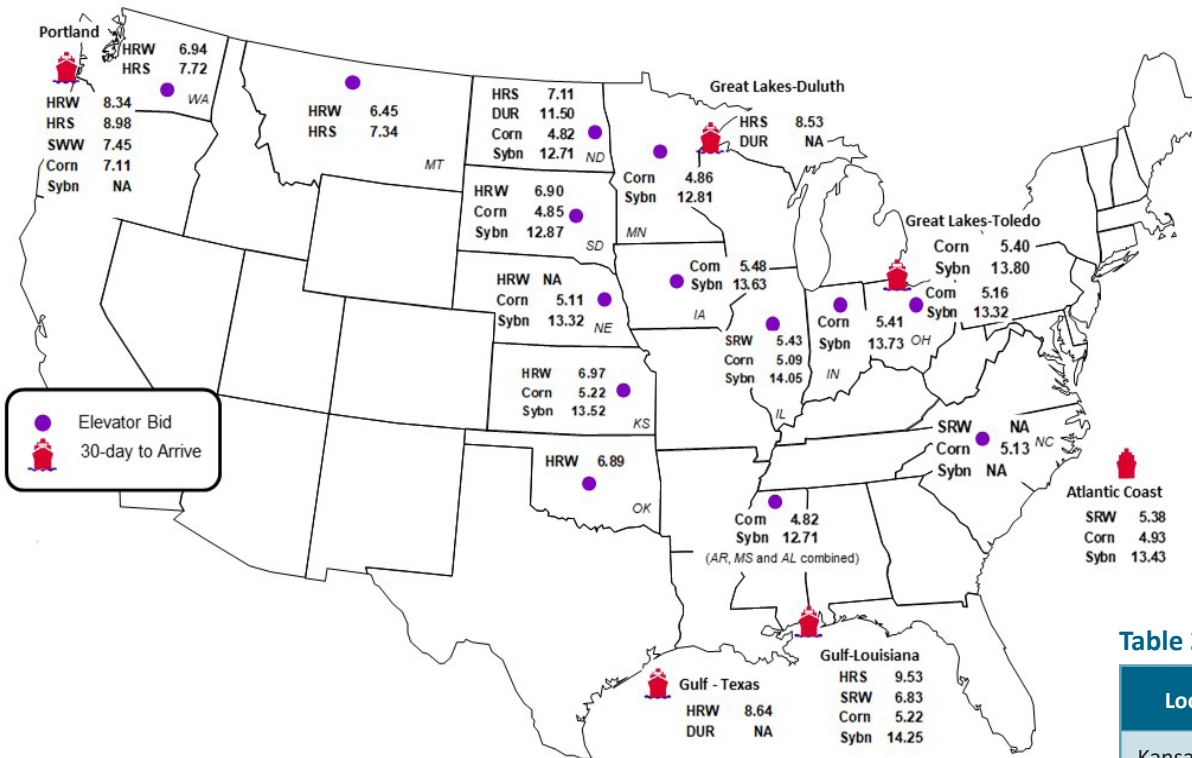 Portland
HRW 6.94
HRS 7.72
WA
HRW 8.34
HRS 8.98
SWW 7.45
Corn 7.11
Sybn NA
HRW 6.45
HRS 7.34
MT
HRS 7.11
DUR 11.50
Corn 4.82
Sybn 12.71
ND
HRW 6.90
Corn 4.85
Sybn 12.87
SD
Great Lakes-Duluth
HRS 8.53
DUR NA
Corn 4.86
Sybn 12.81
MN
Great Lakes-Toledo
Corn 5.40
Sybn 13.80
Corn 5.16
Sybn 13.32
OH
HRW NA
Corn 5.11
Sybn 13.32
NE
Corn 5.48
Sybn 13.63
IA
SRW 5.43
Corn 5.09
Sybn 14.05
IL
Corn 5.41
Sybn 13.73
IN
HRW 6.97
Corn 5.22
Sybn 13.52
KS
Elevator Bid
30-day to Arrive
HRW 6.89
OK
SRW NA
Corn 5.13
Sybn NA
NC
Corn 4.82
Sybn 12.71
(AR, MS and AL combined)
Atlantic Coast
SRW 5.38
Corn 4.93
Sybn 13.43
Gulf - Texas
HRW 8.64
DUR NA
Gulf-Louisiana
HRS 9.53
SRW 6.83
Corn 5.22
Sybn 14.25
Table
Loc
Kansa